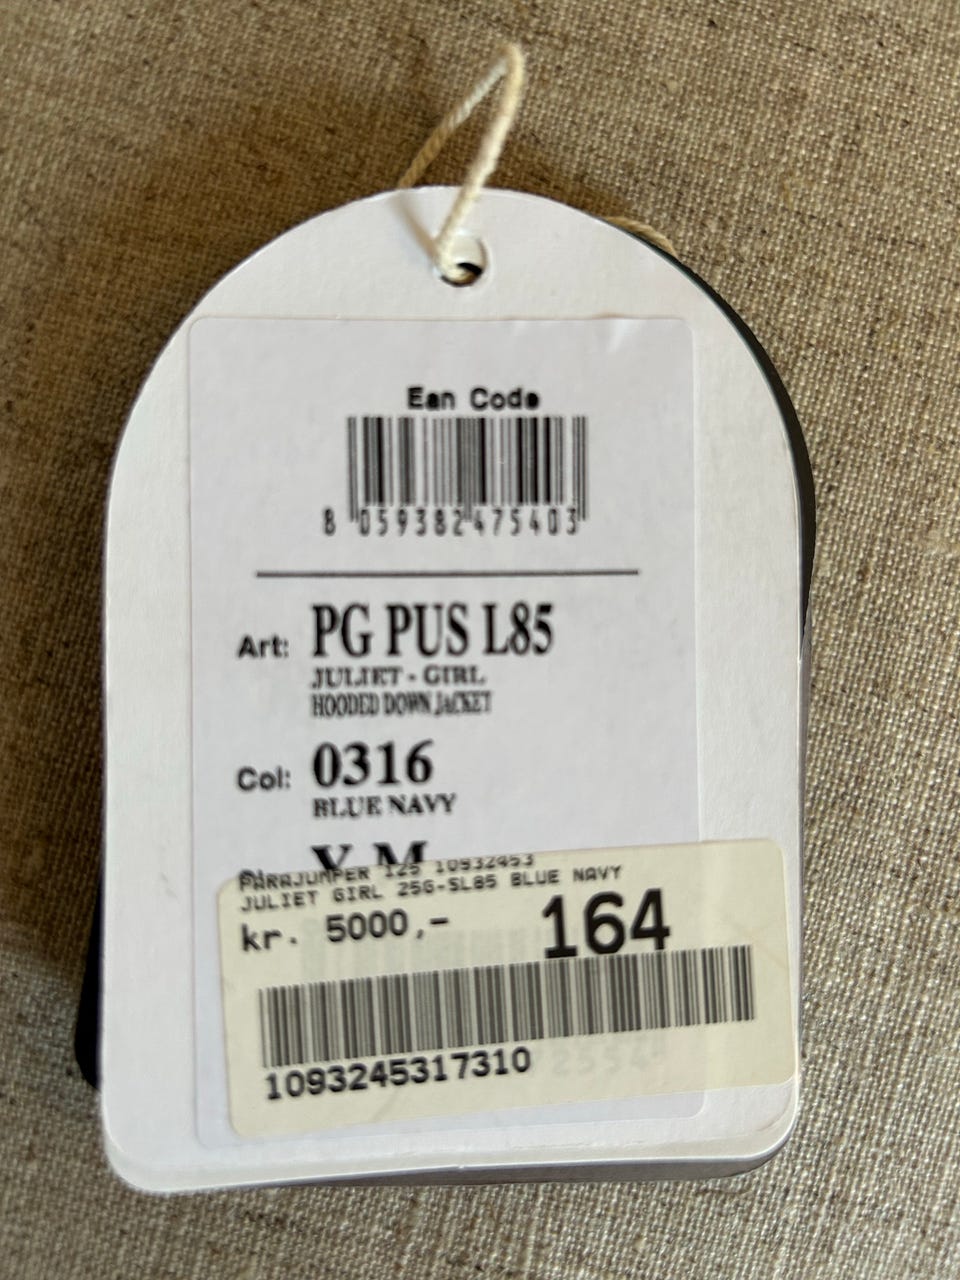 Ean Code
8 059382 475403
Art: PG PUS L85
JULIET - GIRL
HOODED DOWN JACKET
Col: 0316
BLUE NAVY
Y M
PARAJUMPER 125 10932453
JULIET GIRL 25G-SL85 BLUE NAVY
kr. 5000,- 164
1093245317310